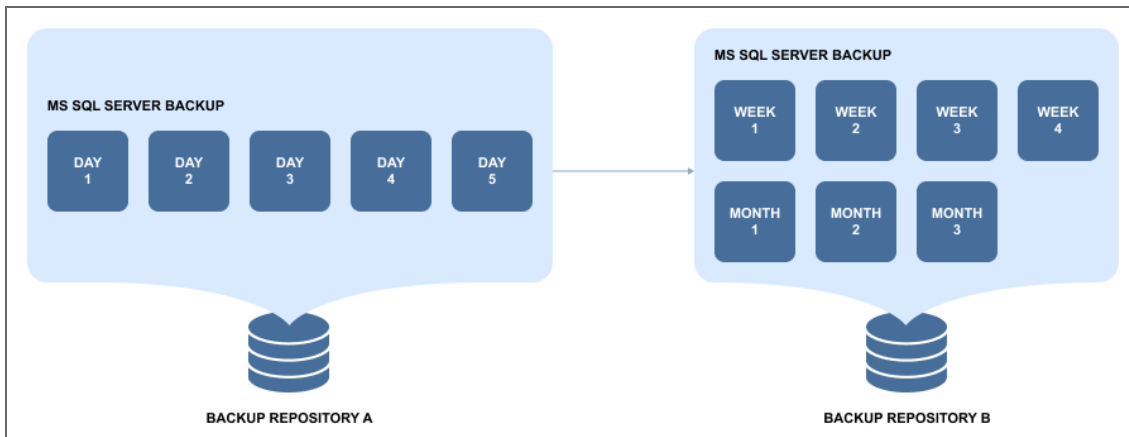 MS SQL SERVER BACKUP
DAY
1
DAY
2
DAY
3
DAY
4
DAY
5
BACKUP REPOSITORY A
MS SQL SERVER BACKUP
WEEK
1
WEEK
2
WEEK
3
WEEK
4
MONTH
1
MONTH
2
MONTH
3
BACKUP REPOSITORY B